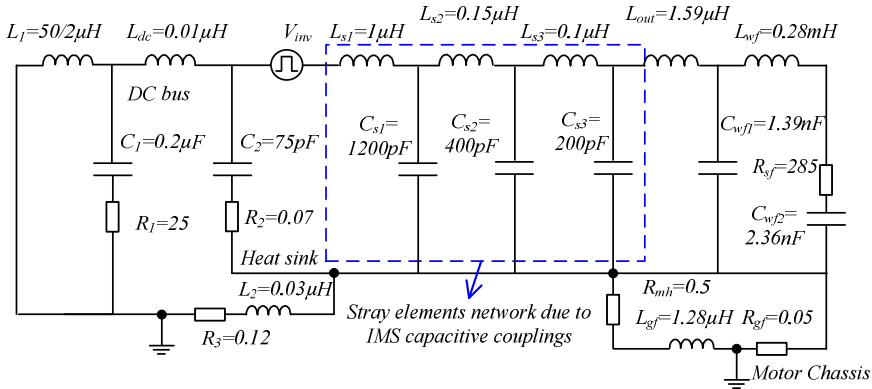 L1=50/2μH
Ldc=0.01μH
Vinv
Ls1=1μH
Ls2=0.15μH
Ls3=0.1μH
Lout=1.59μH
Lwf=0.28mH
DC bus
C1=0.2μF
C2=75pF
Cs1=
1200pF
Cs2=
400pF
Cs3=
200pF
Cwf1=1.39nF
Rsf=285
Cwf2=
2.36nF
R1=25
R2=0.07
Heat sink
L2=0.03μH
R3=0.12
Stray elements network due to
IMS capacitive couplings
Rmh=0.5
Lgf=1.28μH
Rgf=0.05
Motor Chassis